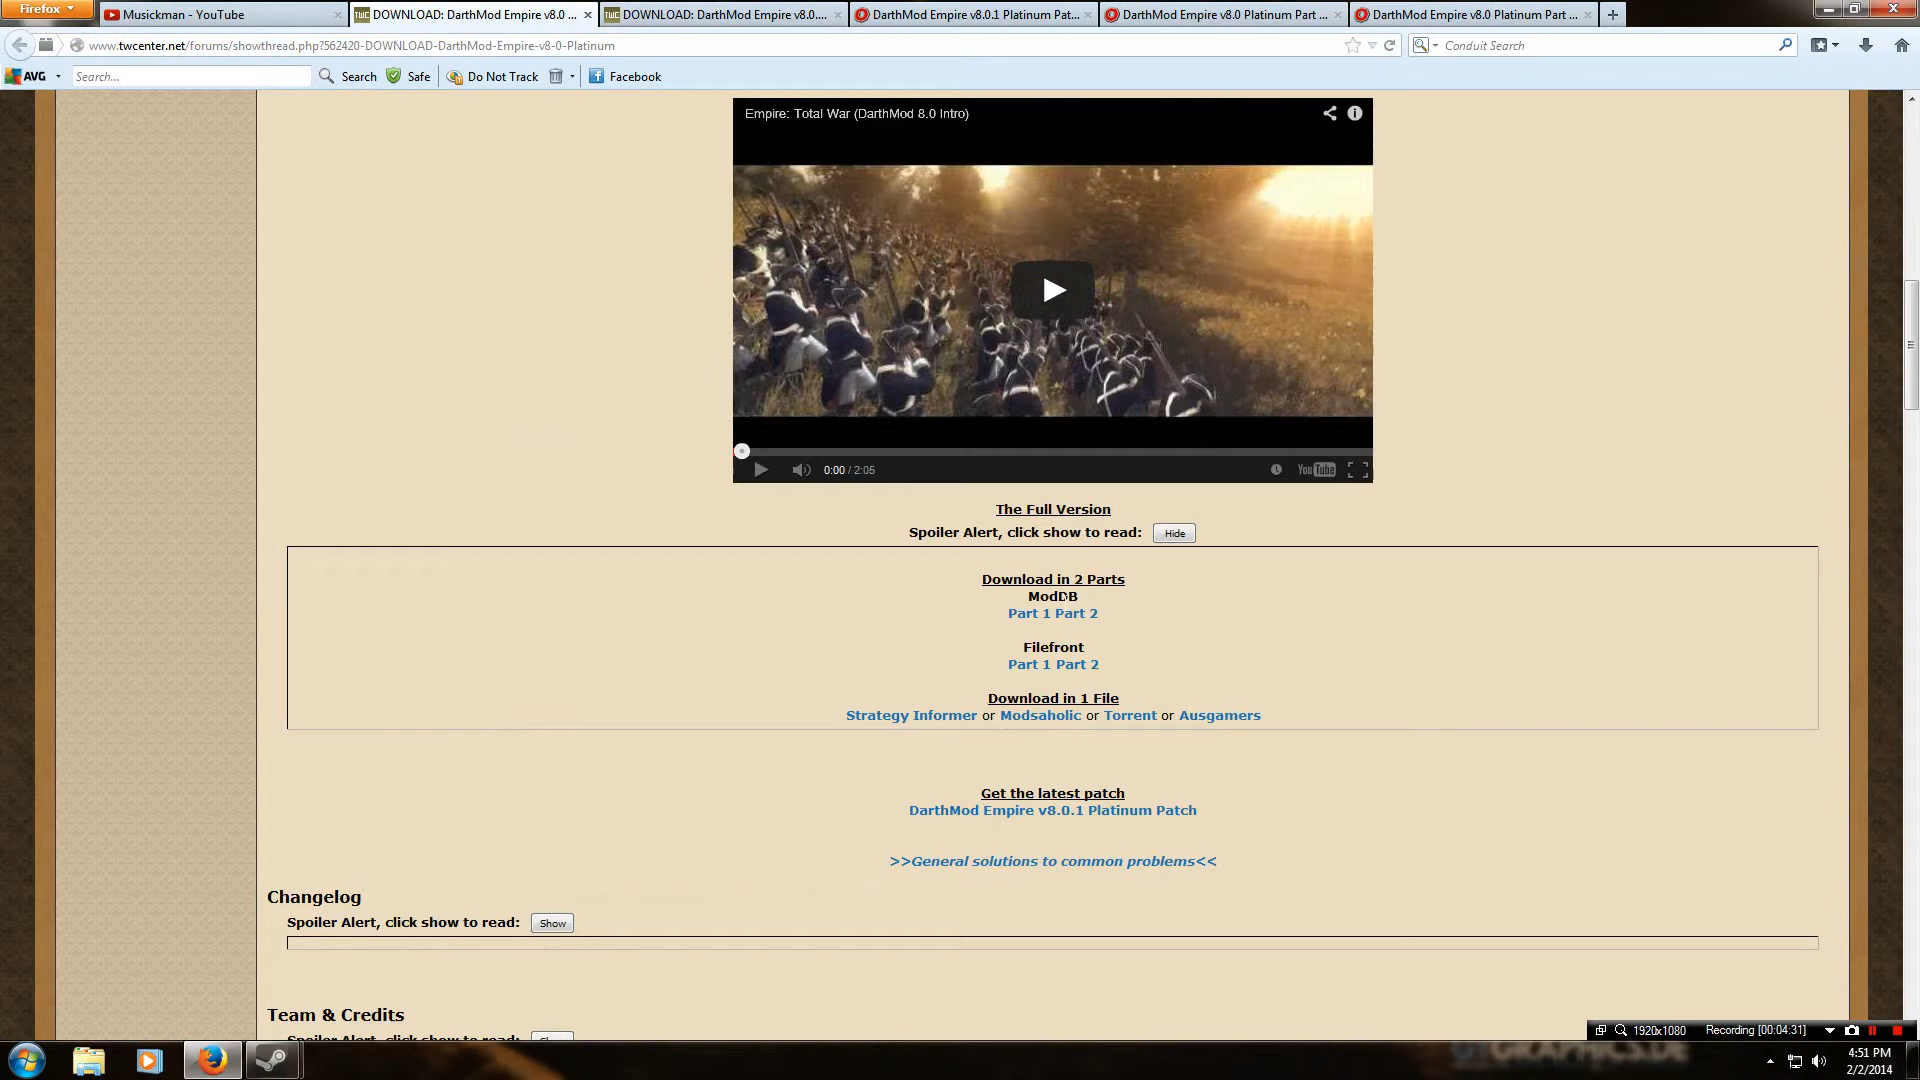 Firefox
Musickman - YouTube
DOWNLOAD: DarthMod Empire v8.0 ...
DOWNLOAD: DarthMod Empire v8.0....
DarthMod Empire v8.0.1 Platinum Pat...
DarthMod Empire v8.0 Platinum Part ...
DarthMod Empire v8.0 Platinum Part ...
www.twcenter.net/forums/showthread.php?562420-DOWNLOAD-DarthMod-Empire-v8-0-Platinum
Conduit Search
AVG Search... Search Safe Do Not Track Facebook
Empire: Total War (DarthMod 8.0 Intro)
0:00 / 2:05
YouTube
The Full Version
Spoiler Alert, click show to read: Hide
Download in 2 Parts
ModDB
Part 1 Part 2
Filefront
Part 1 Part 2
Download in 1 File
Strategy Informer or Modsaholic or Torrent or Ausgamers
Get the latest patch
DarthMod Empire v8.0.1 Platinum Patch
>>General solutions to common problems<<
Changelog
Spoiler Alert, click show to read: Show
Team & Credits
Spoiler Alert, click show to read:
1920x1080 Recording [00:04:31]
4:51 PM
2/2/2014